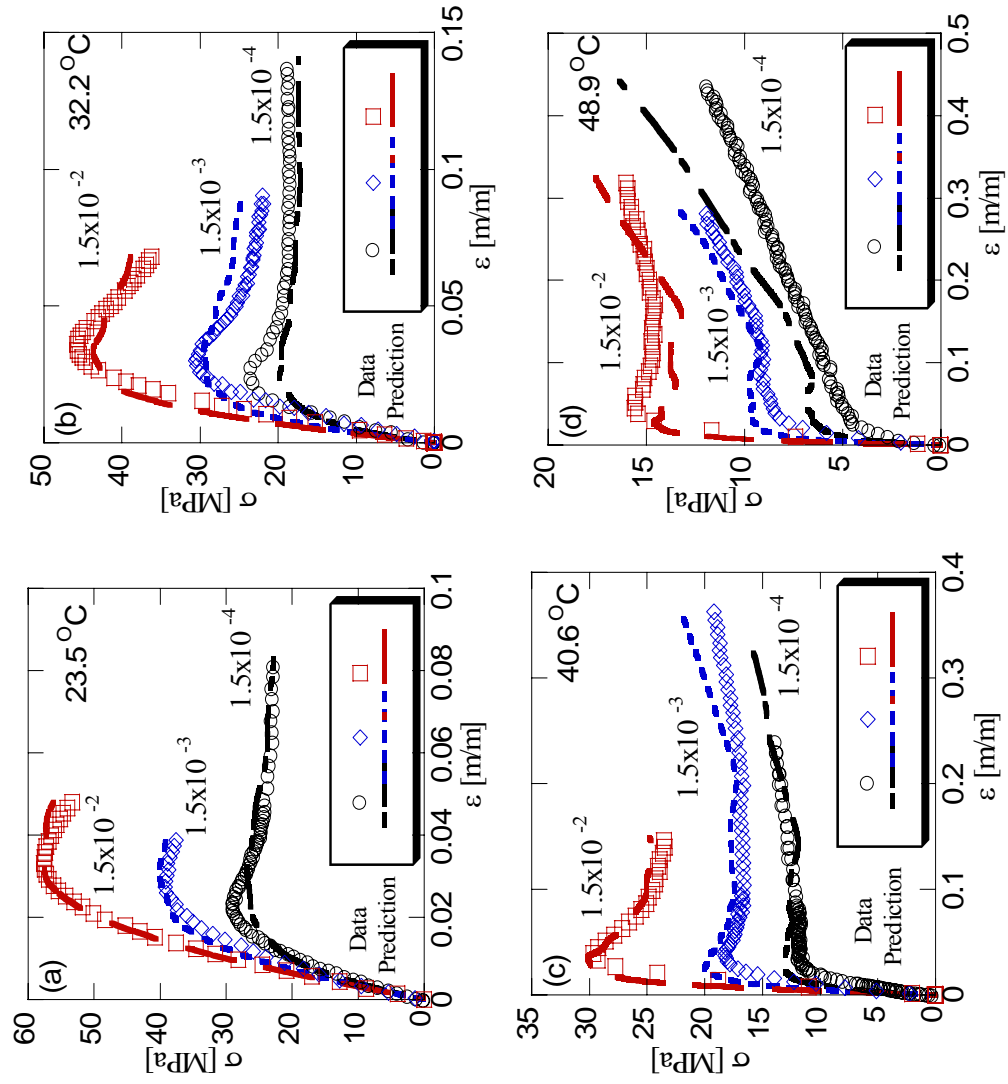 (a)
23.5 °C
60
50
40
30
20
10
0
σ [MPa]
1.5x10⁻²
1.5x10⁻³
1.5x10⁻⁴
Data
Prediction
0
0.02
0.04
0.06
0.08
0.1
ε [m/m]
(b)
32.2 °C
50
40
30
20
10
0
σ [MPa]
1.5x10⁻²
1.5x10⁻³
1.5x10⁻⁴
Data
Prediction
0
0.05
0.1
0.15
ε [m/m]
(c)
40.6 °C
35
30
25
20
15
10
5
0
σ [MPa]
1.5x10⁻²
1.5x10⁻³
1.5x10⁻⁴
Data
Prediction
0
0.1
0.2
0.3
0.4
ε [m/m]
(d)
48.9 °C
20
15
10
5
0
σ [MPa]
1.5x10⁻²
1.5x10⁻³
1.5x10⁻⁴
Data
Prediction
0
0.1
0.2
0.3
0.4
0.5
ε [m/m]